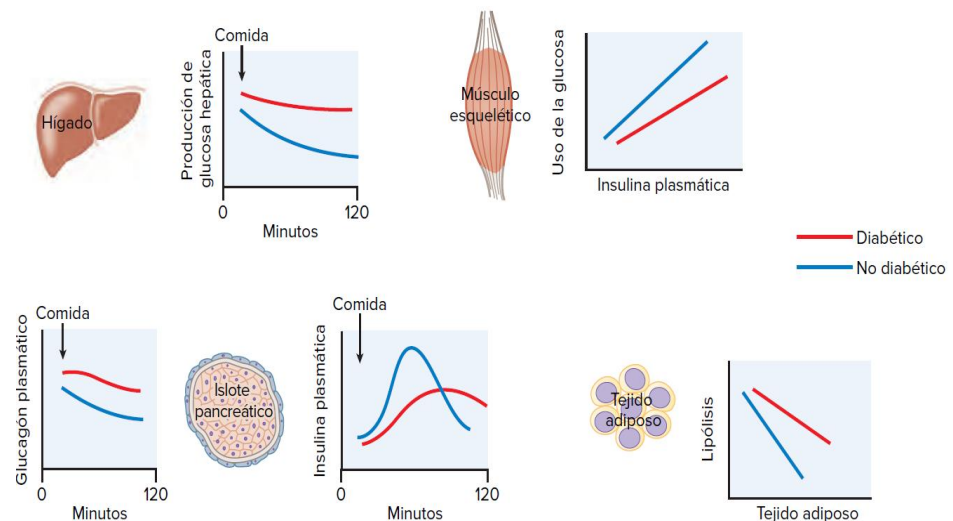 Comida
Producción de
glucosa hepática
Hígado
0
120
Minutos
Músculo
esquelético
Uso de la glucosa
Insulina plasmática
Diabético
No diabético
Comida
Glucagón plasmático
0
120
Minutos
Islote
pancreático
Comida
Insulina plasmática
0
120
Minutos
Tejido
adiposo
Lipólisis
Tejido adiposo